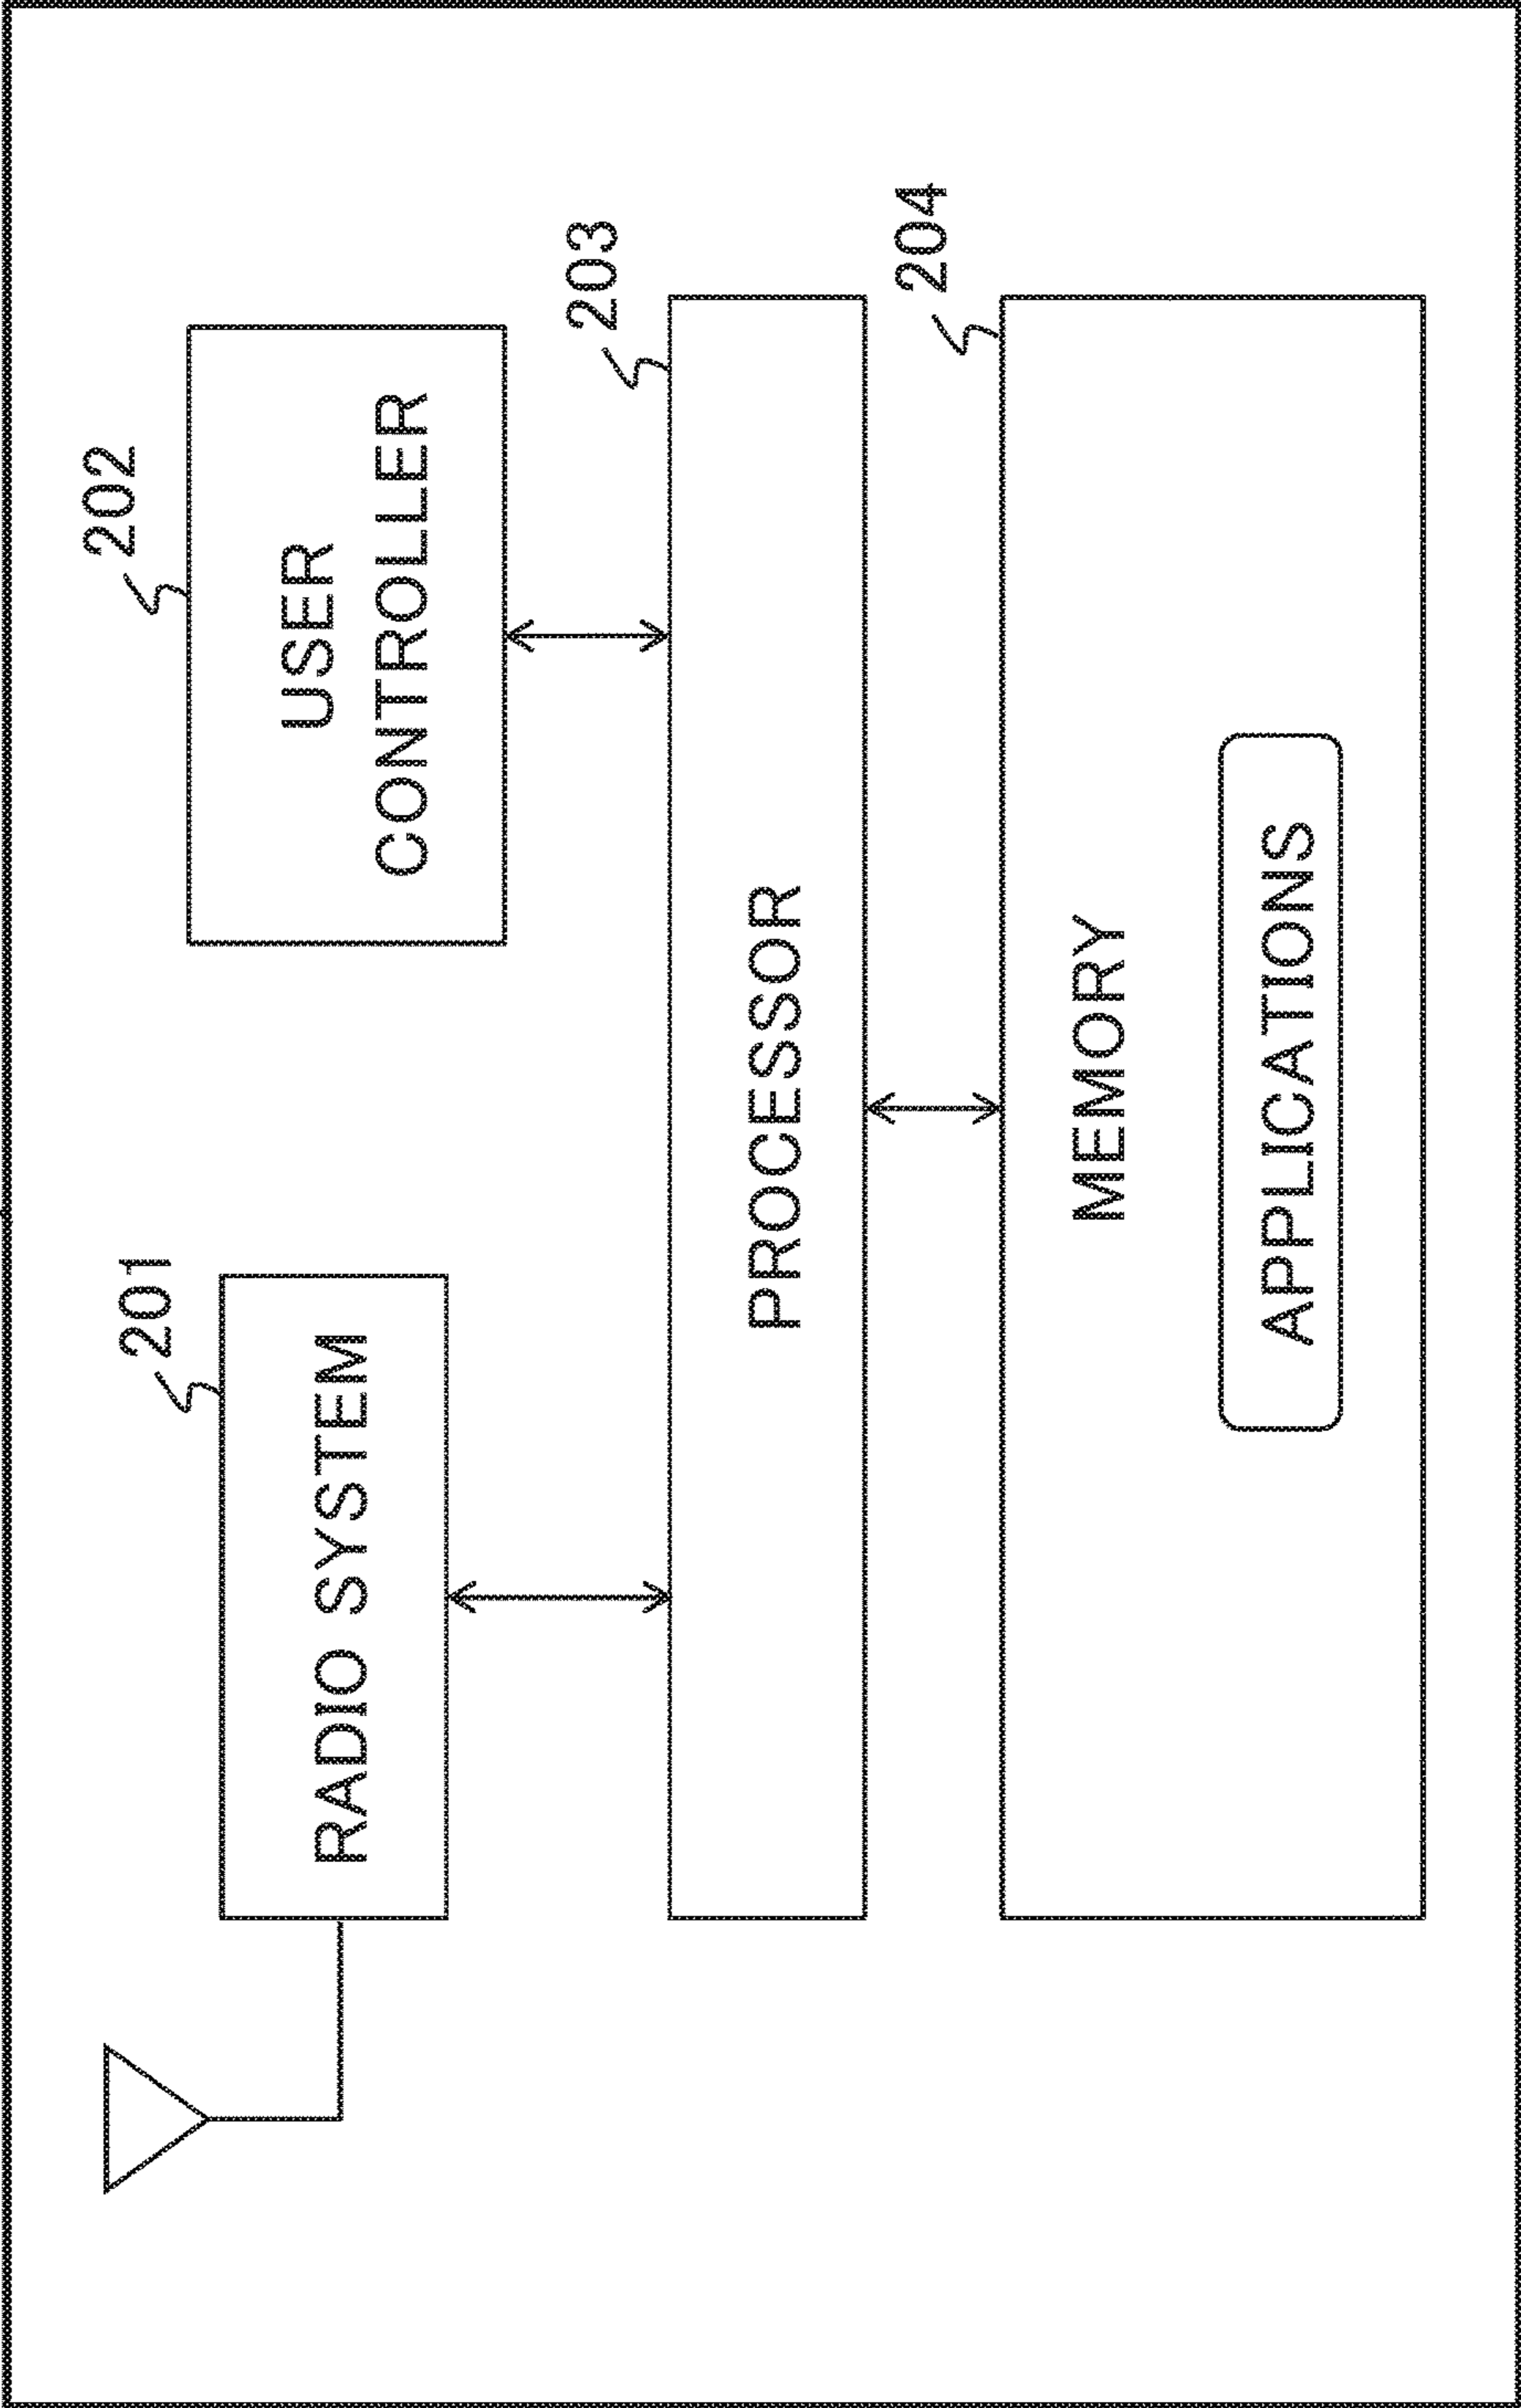 201
RADIO SYSTEM
202
USER
CONTROLLER
203
PROCESSOR
204
MEMORY
APPLICATIONS